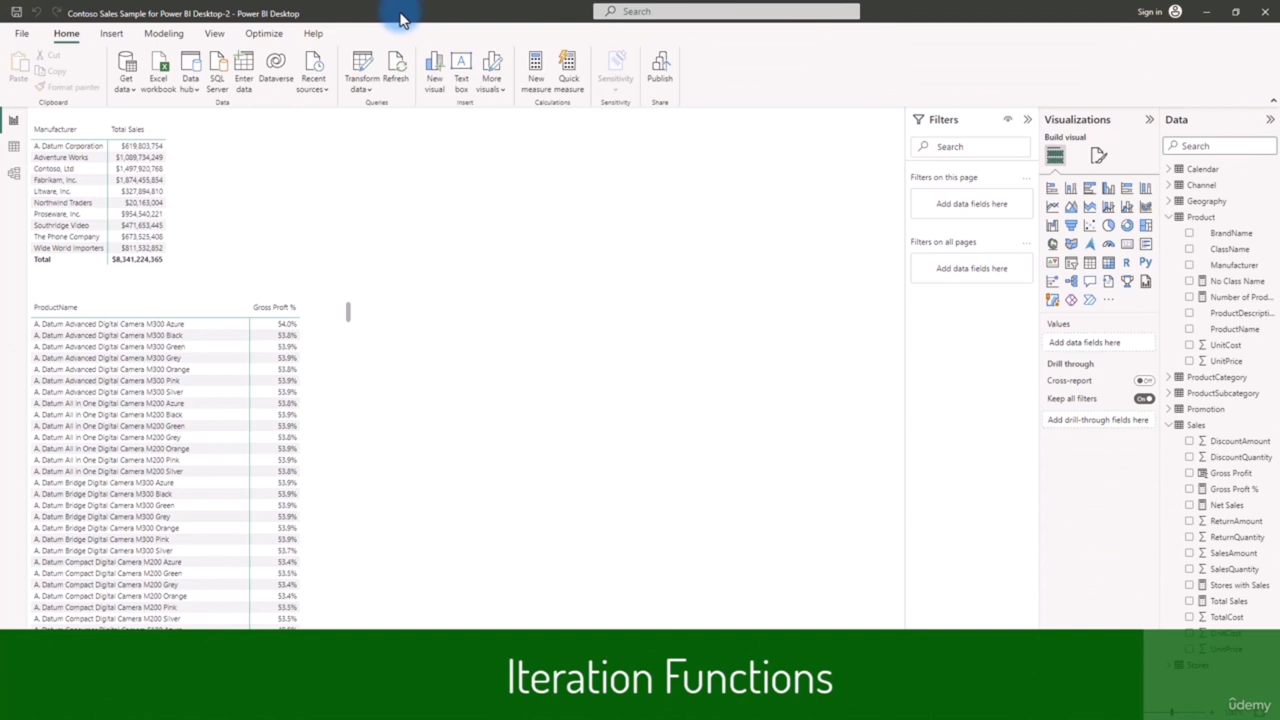 Contoso Sales Sample for Power BI Desktop-2 - Power BI Desktop
Search
Sign in
File Home Insert Modeling View Optimize Help
Paste
Cut
Copy
Format painter
Clipboard
Get data
Excel workbook
Data hub
SQL Server
Enter data
Dataverse
Recent sources
Data
Transform data
Refresh
Queries
New visual
Text box
More visuals
Insert
New measure
Quick measure
Calculations
Sensitivity
Sensitivity
Publish
Share
Manufacturer Total Sales
A. Datum Corporation $619,803,754
Adventure Works $1,089,734,249
Contoso, Ltd $1,497,920,768
Fabrikam, Inc. $1,874,455,854
Litware, Inc. $327,894,810
Northwind Traders $20,163,004
Proseware, Inc. $954,540,221
Southridge Video $471,653,445
The Phone Company $673,525,408
Wide World Importers $811,532,852
Total $8,341,224,365
ProductName Gross Profit %
A. Datum Advanced Digital Camera M300 Azure 54.0%
A. Datum Advanced Digital Camera M300 Black 53.8%
A. Datum Advanced Digital Camera M300 Green 53.9%
A. Datum Advanced Digital Camera M300 Grey 53.9%
A. Datum Advanced Digital Camera M300 Orange 53.8%
A. Datum Advanced Digital Camera M300 Pink 53.9%
A. Datum Advanced Digital Camera M300 Silver 53.9%
A. Datum All in One Digital Camera M200 Azure 53.8%
A. Datum All in One Digital Camera M200 Black 53.9%
A. Datum All in One Digital Camera M200 Green 53.9%
A. Datum All in One Digital Camera M200 Grey 53.8%
A. Datum All in One Digital Camera M200 Orange 53.9%
A. Datum All in One Digital Camera M200 Pink 53.9%
A. Datum All in One Digital Camera M200 Silver 53.8%
A. Datum Bridge Digital Camera M300 Azure 53.9%
A. Datum Bridge Digital Camera M300 Black 53.9%
A. Datum Bridge Digital Camera M300 Green 53.9%
A. Datum Bridge Digital Camera M300 Grey 53.9%
A. Datum Bridge Digital Camera M300 Orange 53.9%
A. Datum Bridge Digital Camera M300 Pink 53.9%
A. Datum Bridge Digital Camera M300 Silver 53.7%
A. Datum Compact Digital Camera M200 Azure 53.4%
A. Datum Compact Digital Camera M200 Green 53.5%
A. Datum Compact Digital Camera M200 Grey 53.4%
A. Datum Compact Digital Camera M200 Orange 53.4%
A. Datum Compact Digital Camera M200 Pink 53.5%
A. Datum Compact Digital Camera M200 Silver 53.5%
Filters
Search
Filters on this page
Add data fields here
Filters on all pages
Add data fields here
Visualizations
Build visual
R Py
Values
Add data fields here
Drill through
Cross-report Off
Keep all filters On
Add drill-through fields here
Data
Search
Calendar
Channel
Geography
Product
BrandName
ClassName
Manufacturer
No Class Name
Number of Prod...
ProductDescripti...
ProductName
UnitCost
UnitPrice
ProductCategory
ProductSubcategory
Promotion
Sales
DiscountAmount
DiscountQuantity
Gross Profit
Gross Profit %
Net Sales
ReturnAmount
ReturnQuantity
SalesAmount
SalesQuantity
Stores with Sales
Total Sales
TotalCost
UnitCost
UnitPrice
Stores
Iteration Functions
ûdemy